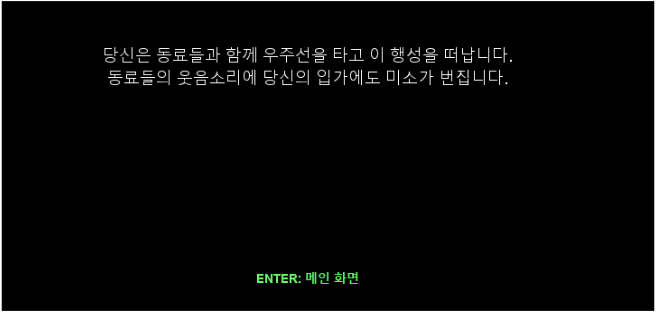 당신은 동료들과 함께 우주선을 타고 이 행성을 떠납니다.
동료들의 웃음소리에 당신의 입가에도 미소가 번집니다.
ENTER: 메인 화면